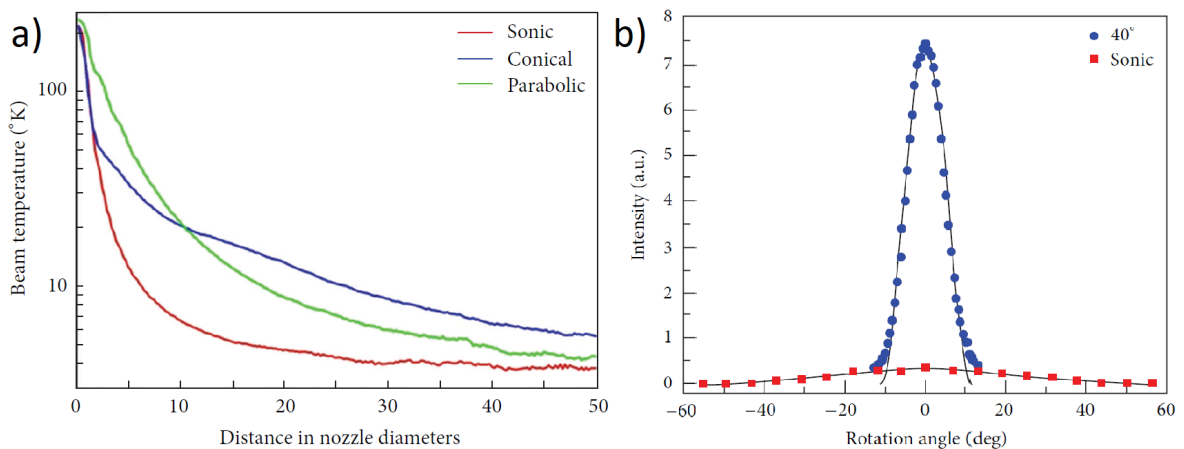 a)
Sonic
Conical
Parabolic
100
10
Beam temperature (˚K)
0
10
20
30
40
50
Distance in nozzle diameters
b)
40°
Sonic
8
7
6
5
4
3
2
1
0
Intensity (a.u.)
−60
−40
−20
0
20
40
60
Rotation angle (deg)